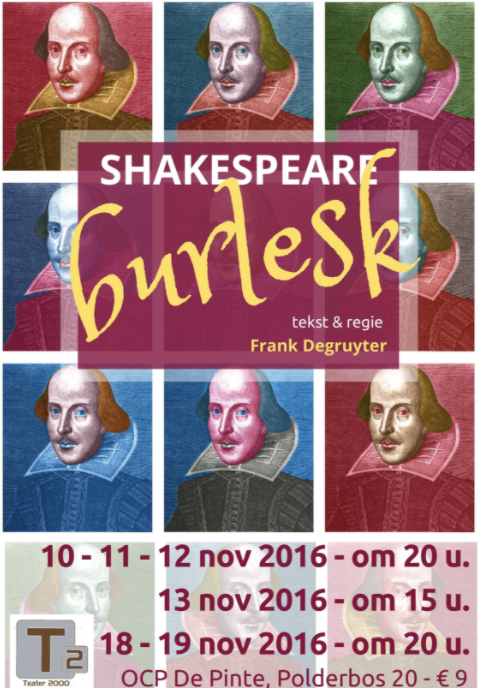 SHAKESPEARE
burlesk
tekst & regie
Frank Degruyter
10 - 11 - 12 nov 2016 - om 20 u.
13 nov 2016 - om 15 u.
18 - 19 nov 2016 - om 20 u.
T2
Teater 2000
OCP De Pinte, Polderbos 20 - € 9